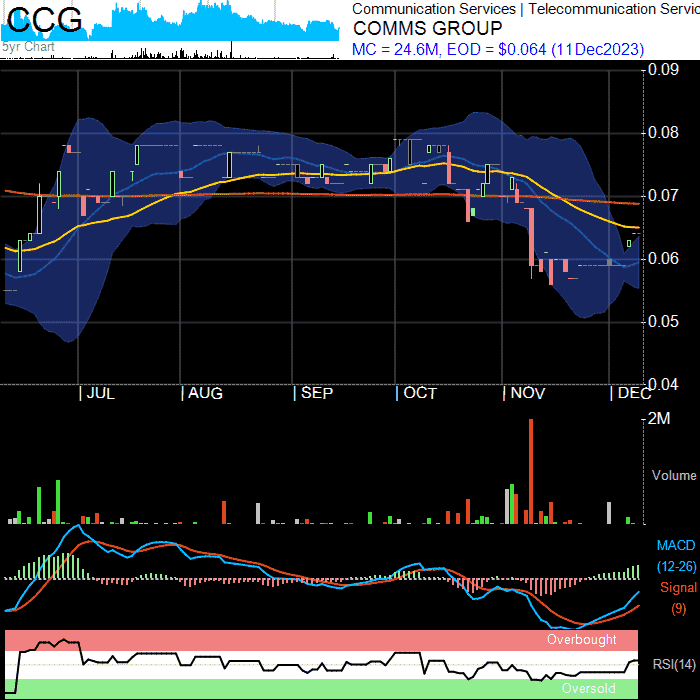 CCG
5yr Chart
Communication Services | Telecommunication Servic
COMMS GROUP
MC = 24.6M, EOD = $0.064 (11Dec2023)
0.09
0.08
0.07
0.06
0.05
0.04
| JUL | AUG | SEP | OCT | NOV | DEC
2M
Volume
MACD
(12-26)
Signal
(9)
Overbought
RSI(14)
Oversold